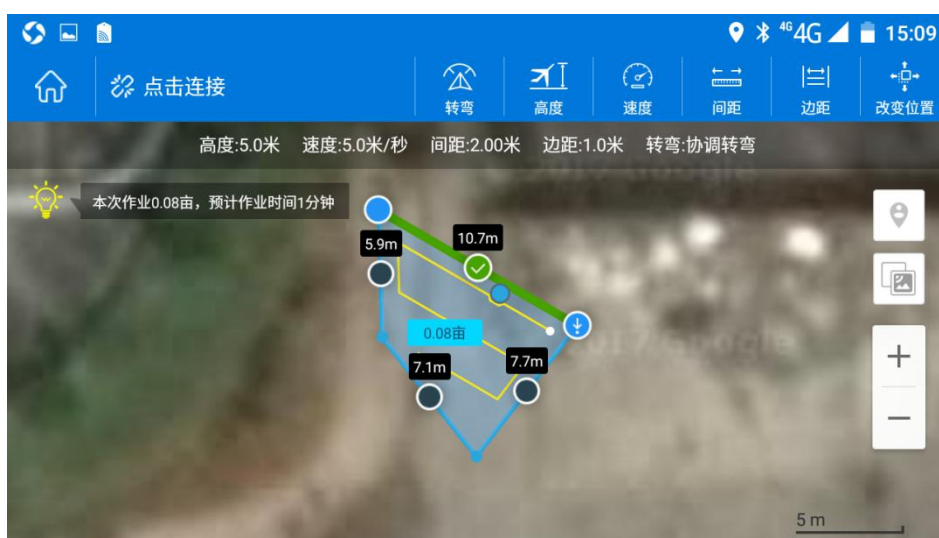 4G 4G 15:09
点击连接 转弯 高度 速度 间距 边距 改变位置
高度:5.0米 速度:5.0米/秒 间距:2.00米 边距:1.0米 转弯:协调转弯
本次作业0.08亩，预计作业时间1分钟
5.9m 10.7m
0.08亩
7.1m 7.7m
2017 Google
5 m